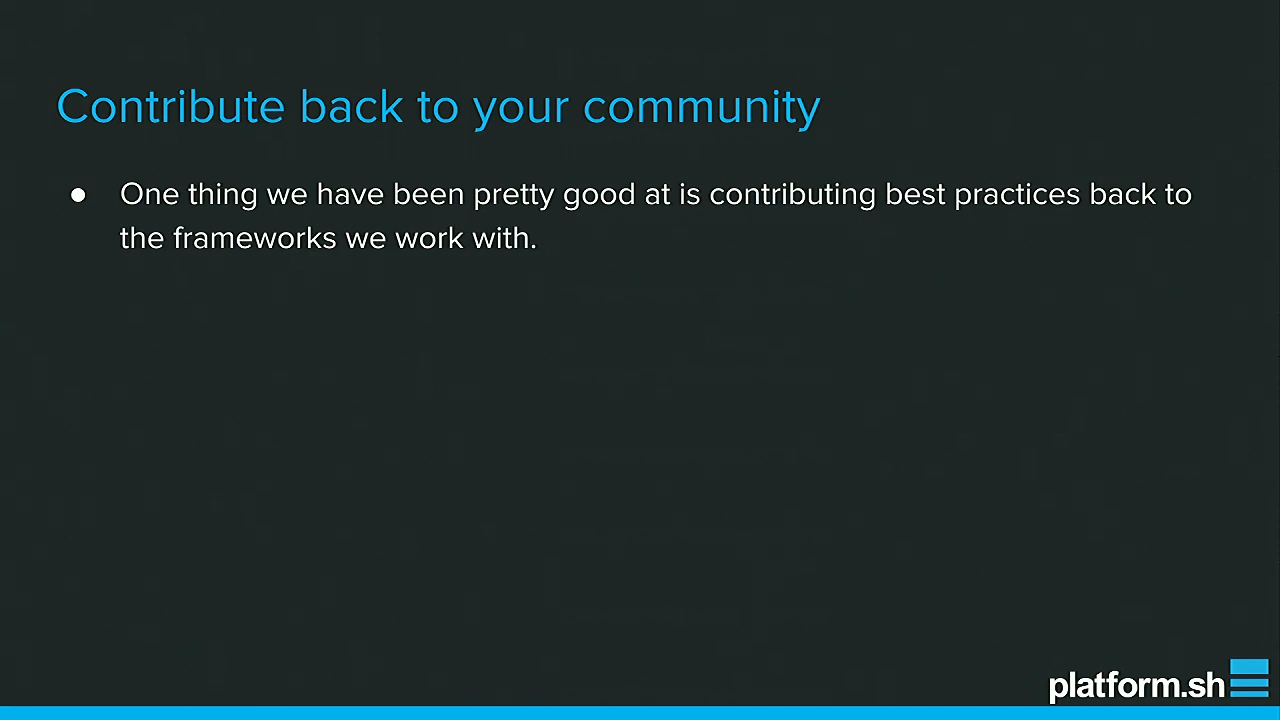 Contribute back to your community
● One thing we have been pretty good at is contributing best practices back to
the frameworks we work with.
platform.sh